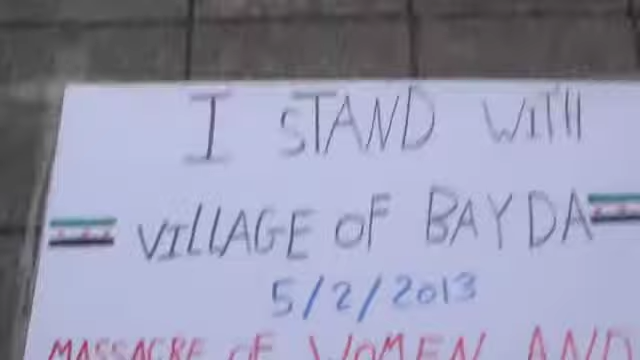 I STAND WITH
VILLAGE OF BAYDA
5/2/2013
MASSACRE OF WOMEN AND